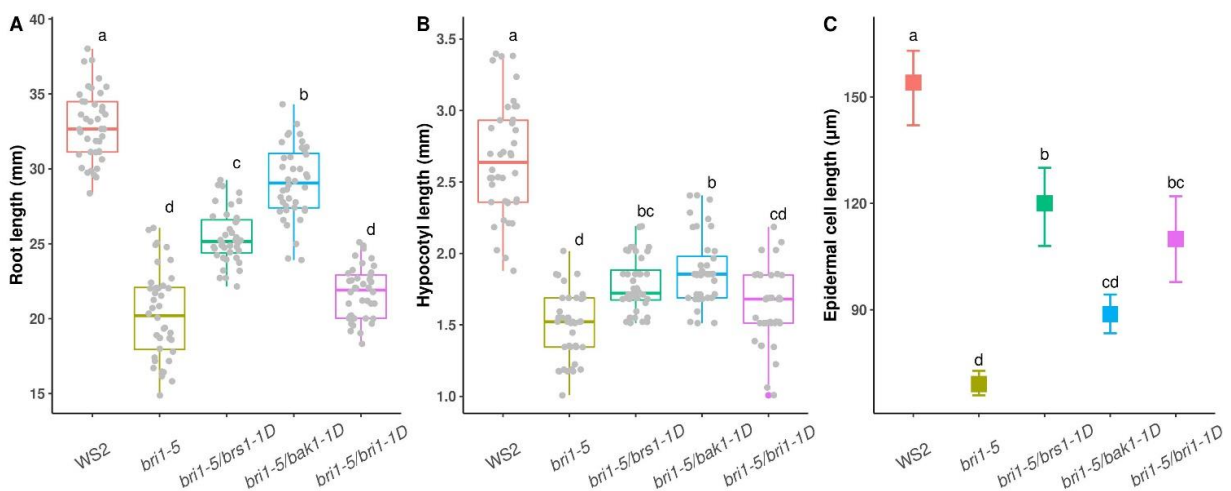 A
Root length (mm)
40
35
30
25
20
15
a
d
c
b
d
WS2
bri1-5
bri1-5/brs1-1D
bri1-5/bak1-1D
bri1-5/bri1-1D
B
Hypocotyl length (mm)
3.5
3.0
2.5
2.0
1.5
1.0
a
d
bc
b
cd
WS2
bri1-5
bri1-5/brs1-1D
bri1-5/bak1-1D
bri1-5/bri1-1D
C
Epidermal cell length (μm)
150
120
90
a
d
b
cd
bc
WS2
bri1-5
bri1-5/brs1-1D
bri1-5/bak1-1D
bri1-5/bri1-1D